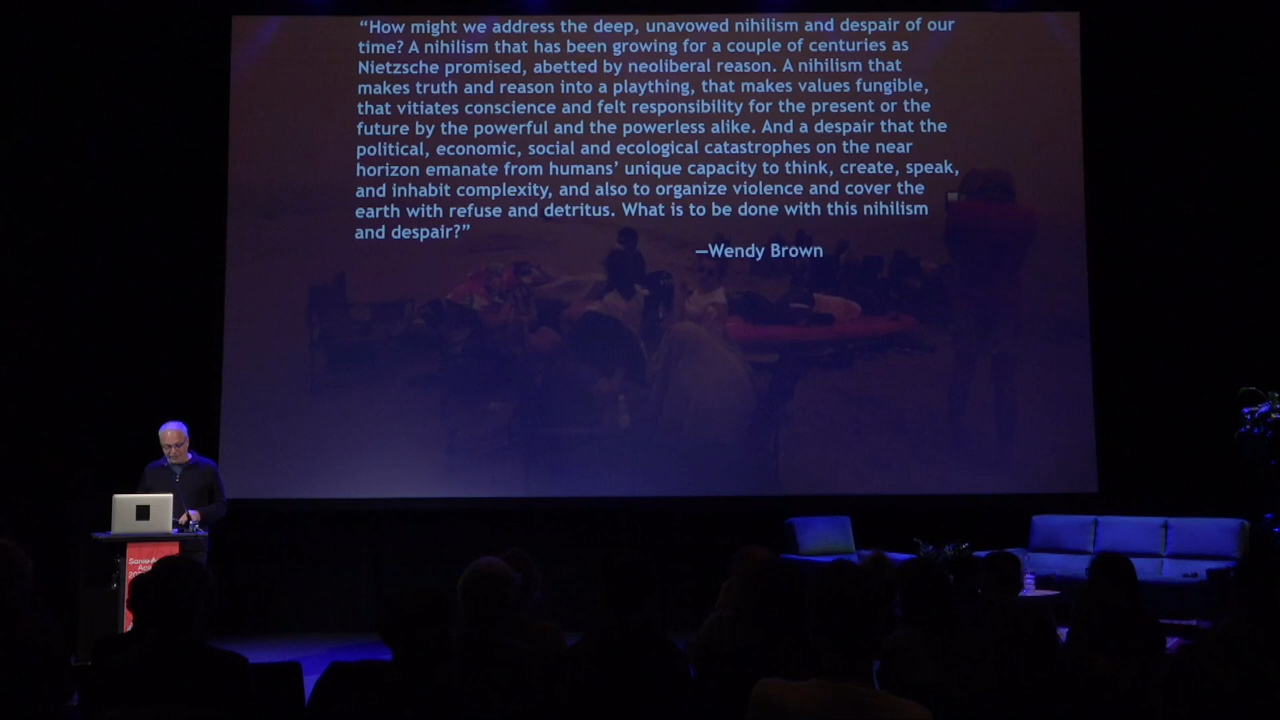 “How might we address the deep, unavowed nihilism and despair of our
time? A nihilism that has been growing for a couple of centuries as
Nietzsche promised, abetted by neoliberal reason. A nihilism that
makes truth and reason into a plaything, that makes values fungible,
that vitiates conscience and felt responsibility for the present or the
future by the powerful and the powerless alike. And a despair that the
political, economic, social and ecological catastrophes on the near
horizon emanate from humans’ unique capacity to think, create, speak,
and inhabit complexity, and also to organize violence and cover the
earth with refuse and detritus. What is to be done with this nihilism
and despair?”
—Wendy Brown